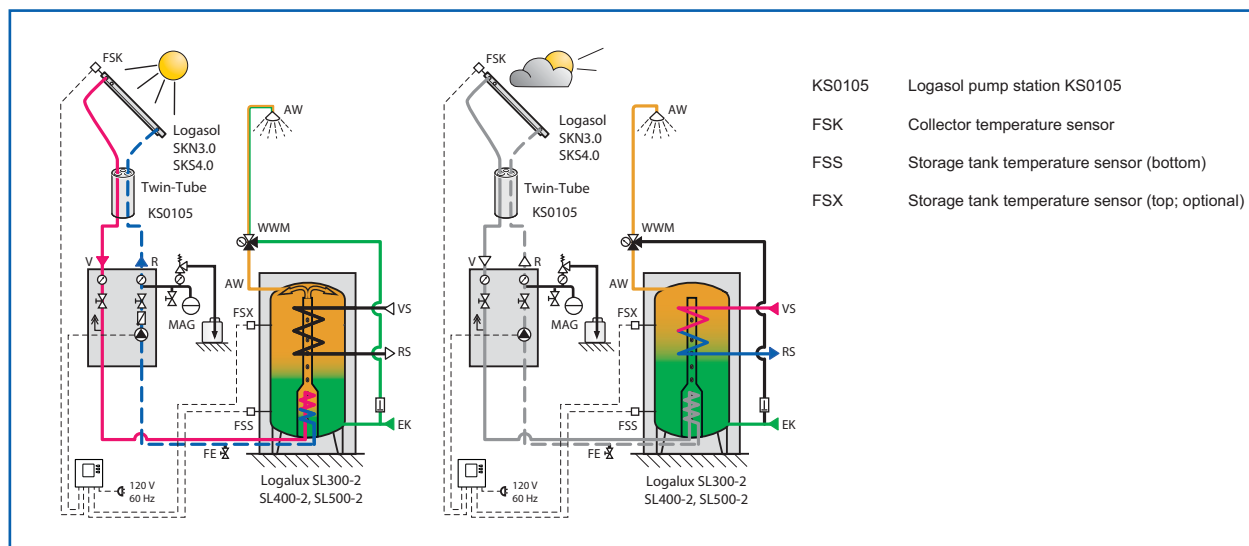 FSK
AW
Logasol
SKN3.0
SKS4.0
Twin-Tube
KS0105
WWM
V
R
AW
MAG
FSX
VS
RS
FSS
EK
FE
120 V
60 Hz
Logalux SL300-2
SL400-2, SL500-2
FSK
AW
Logasol
SKN3.0
SKS4.0
Twin-Tube
KS0105
WWM
V
R
AW
MAG
FSX
VS
RS
FSS
EK
FE
120 V
60 Hz
Logalux SL300-2
SL400-2, SL500-2
KS0105 Logasol pump station KS0105
FSK Collector temperature sensor
FSS Storage tank temperature sensor (bottom)
FSX Storage tank temperature sensor (top; optional)